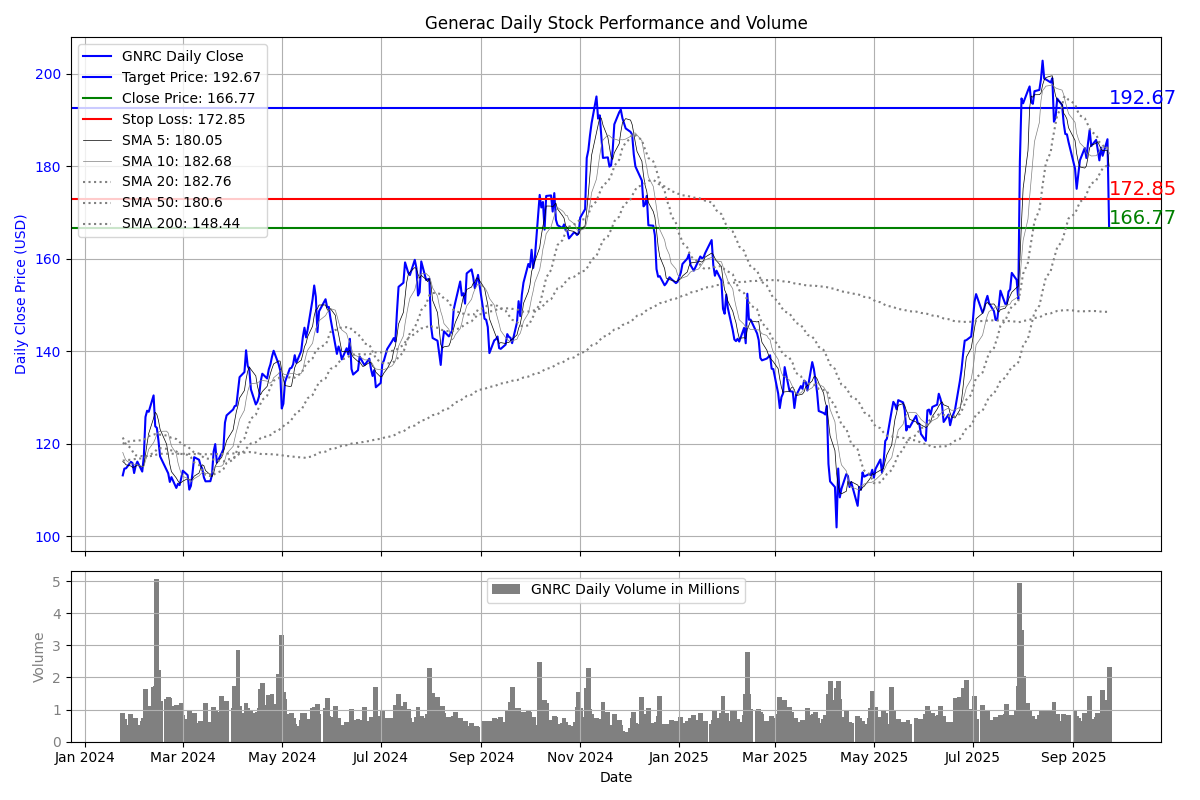 Generac Daily Stock Performance and Volume
GNRC Daily Close
Target Price: 192.67
Close Price: 166.77
Stop Loss: 172.85
SMA 5: 180.05
SMA 10: 182.68
SMA 20: 182.76
SMA 50: 180.6
SMA 200: 148.44
192.67
172.85
166.77
Daily Close Price (USD)
200
180
160
140
120
100
GNRC Daily Volume in Millions
Volume
5
4
3
2
1
0
Jan 2024 Mar 2024 May 2024 Jul 2024 Sep 2024 Nov 2024 Jan 2025 Mar 2025 May 2025 Jul 2025 Sep 2025
Date